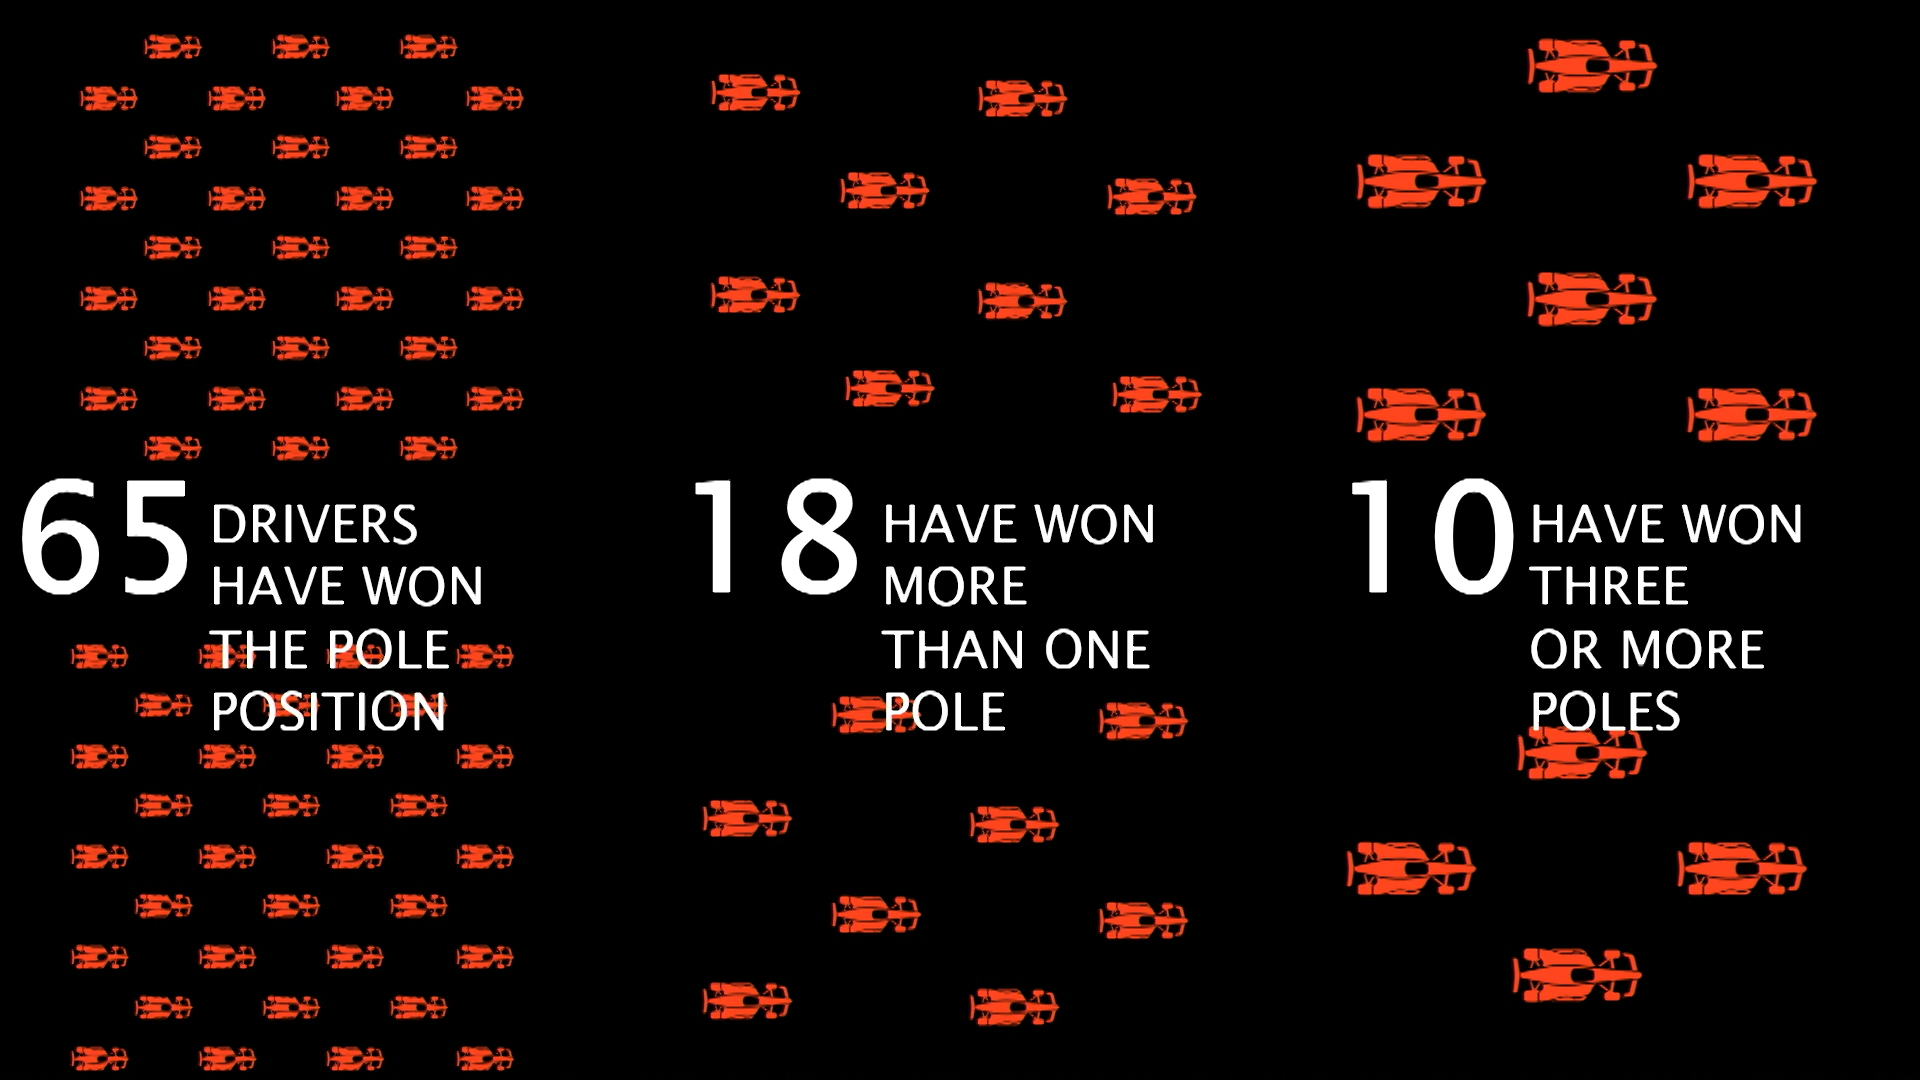 65 DRIVERS
HAVE WON
THE POLE
POSITION
18 HAVE WON
MORE
THAN ONE
POLE
10 HAVE WON
THREE
OR MORE
POLES